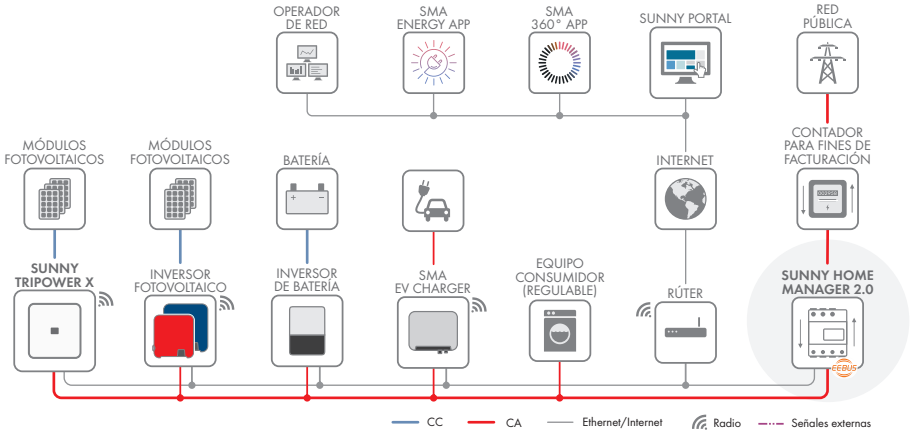 OPERADOR
DE RED
SMA
ENERGY APP
SMA
360° APP
SUNNY PORTAL
RED
PÚBLICA
MÓDULOS
FOTOVOLTAICOS
MÓDULOS
FOTOVOLTAICOS
BATERÍA
INTERNET
CONTADOR
PARA FINES DE
FACTURACIÓN
SUNNY
TRIPOWER X
INVERSOR
FOTOVOLTAICO
INVERSOR
DE BATERÍA
SMA
EV CHARGER
EQUIPO
CONSUMIDOR
(REGULABLE)
RÚTER
SUNNY HOME
MANAGER 2.0
EEBUS
CC
CA
Ethernet/Internet
Radio
Señales externas